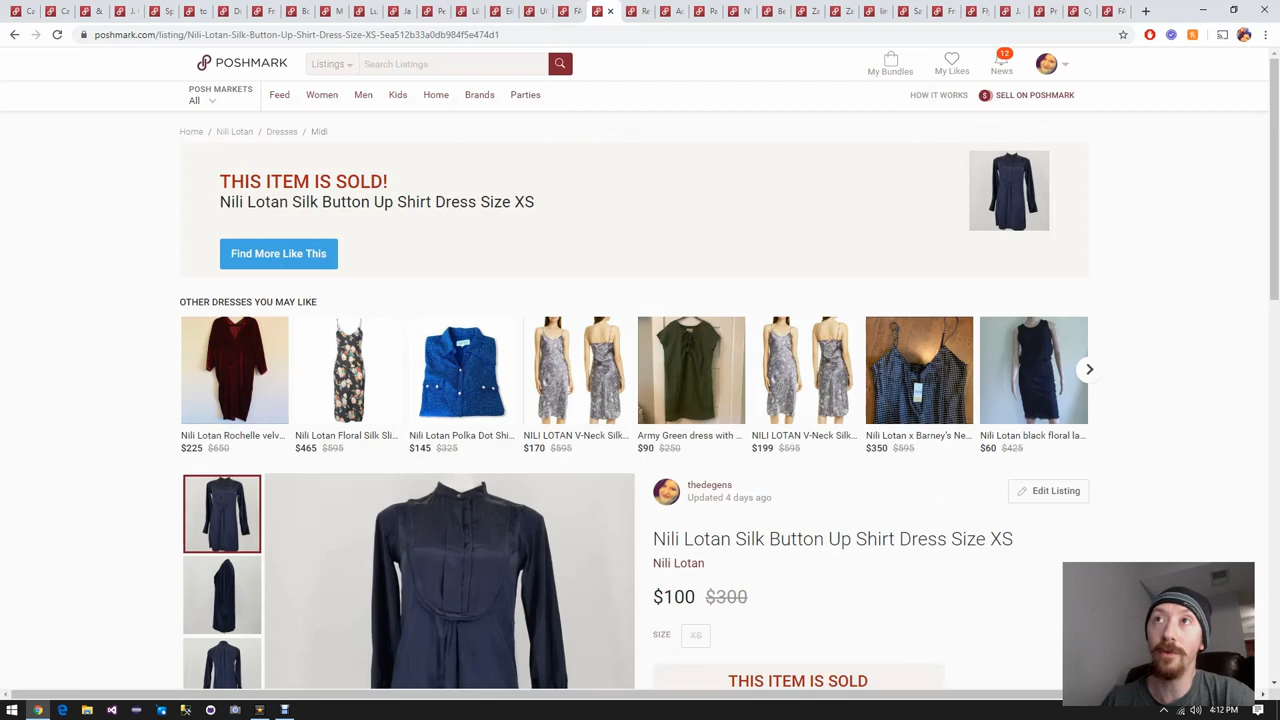 poshmark.com/listing/Nili-Lotan-Silk-Button-Up-Shirt-Dress-Size-XS-5ea512b33a0db984f5e474d1
POSHMARK
Listings
Search Listings
My Bundles
My Likes
12
News
POSH MARKETS
All
Feed
Women
Men
Kids
Home
Brands
Parties
HOW IT WORKS
SELL ON POSHMARK
Home / Nili Lotan / Dresses / Midi
THIS ITEM IS SOLD!
Nili Lotan Silk Button Up Shirt Dress Size XS
Find More Like This
OTHER DRESSES YOU MAY LIKE
Nili Lotan Rochelle velv...
$225 $650
Nili Lotan Floral Silk Sli...
$465 $595
Nili Lotan Polka Dot Shi...
$145 $325
NILI LOTAN V-Neck Silk...
$170 $595
Army Green dress with ...
$90 $250
NILI LOTAN V-Neck Silk...
$199 $595
Nili Lotan x Barney's Ne...
$350 $595
Nili Lotan black floral la...
$60 $425
thedegens
Updated 4 days ago
Edit Listing
Nili Lotan Silk Button Up Shirt Dress Size XS
Nili Lotan
$100 $300
SIZE
XS
THIS ITEM IS SOLD
4:12 PM